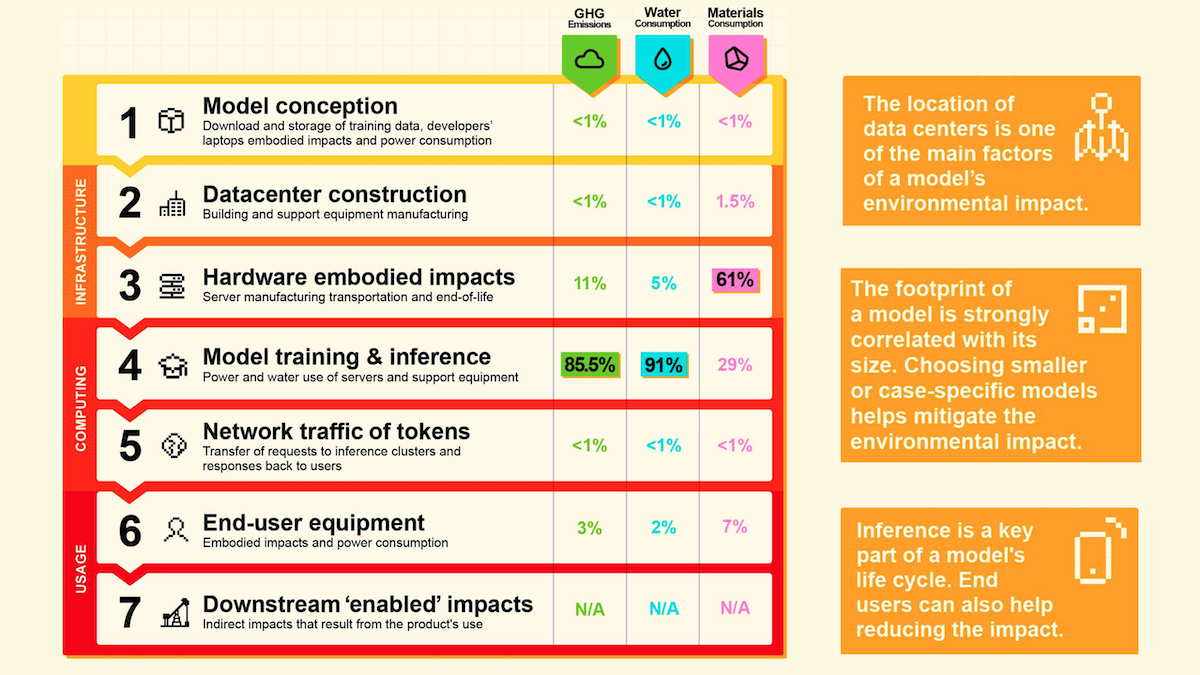 GHG
Emissions
Water
Consumption
Materials
Consumption
1
Model conception
Download and storage of training data, developers’
laptops embodied impacts and power consumption
<1%
<1%
<1%
INFRASTRUCTURE
2
Datacenter construction
Building and support equipment manufacturing
<1%
<1%
1.5%
3
Hardware embodied impacts
Server manufacturing transportation and end-of-life
11%
5%
61%
COMPUTING
4
Model training & inference
Power and water use of servers and support equipment
85.5%
91%
29%
5
Network traffic of tokens
Transfer of requests to inference clusters and
responses back to users
<1%
<1%
<1%
USAGE
6
End-user equipment
Embodied impacts and power consumption
3%
2%
7%
7
Downstream ‘enabled’ impacts
Indirect impacts that result from the product's use
N/A
N/A
N/A
The location of
data centers is one
of the main factors
of a model’s
environmental impact.
The footprint of
a model is strongly
correlated with its
size. Choosing smaller
or case-specific models
helps mitigate the
environmental impact.
Inference is a key
part of a model's
life cycle. End
users can also help
reducing the impact.